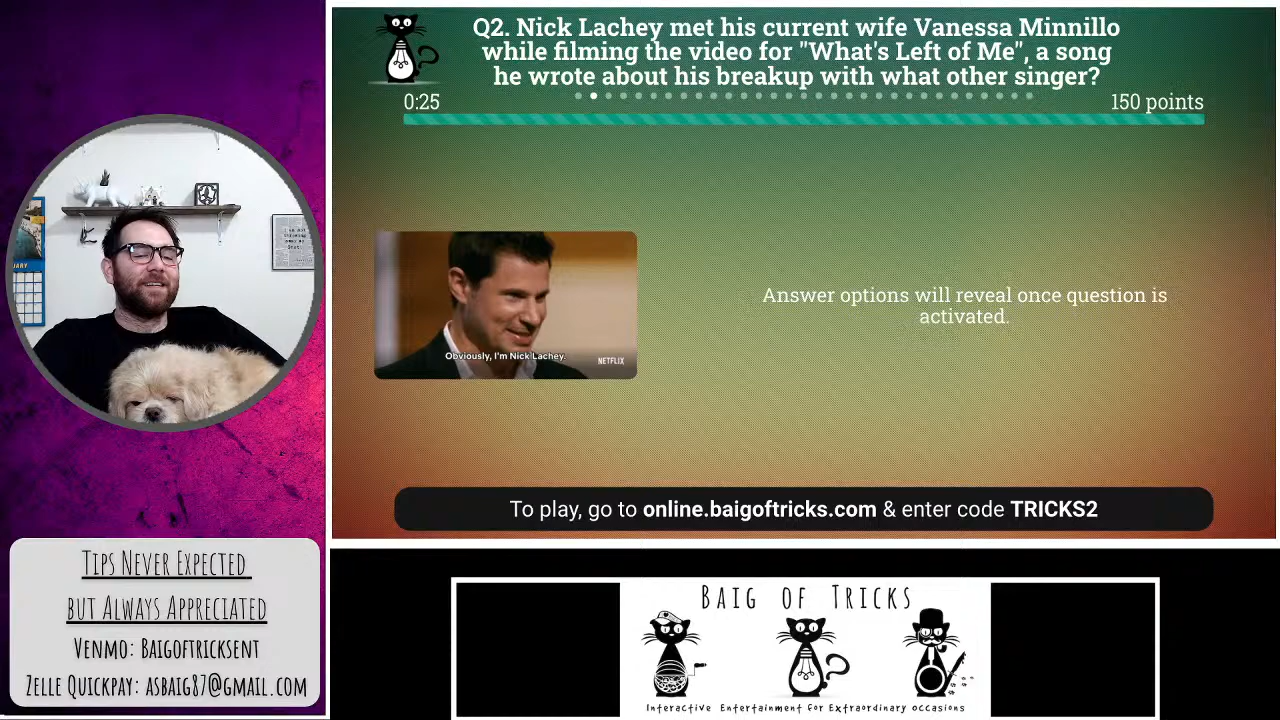 Q2. Nick Lachey met his current wife Vanessa Minnillo
while filming the video for "What's Left of Me", a song
he wrote about his breakup with what other singer?
0:25
150 points
Obviously, I'm Nick Lachey.
NETFLIX
Answer options will reveal once question is
activated.
To play, go to online.baigoftricks.com & enter code TRICKS2
TIPS NEVER EXPECTED
BUT ALWAYS APPRECIATED
VENMO: BAIGOFTRICKSENT
ZELLE QUICKPAY: ASBAIG87@GMAIL.COM
BAIG OF TRICKS
Interactive Entertainment for Extraordinary Occasions